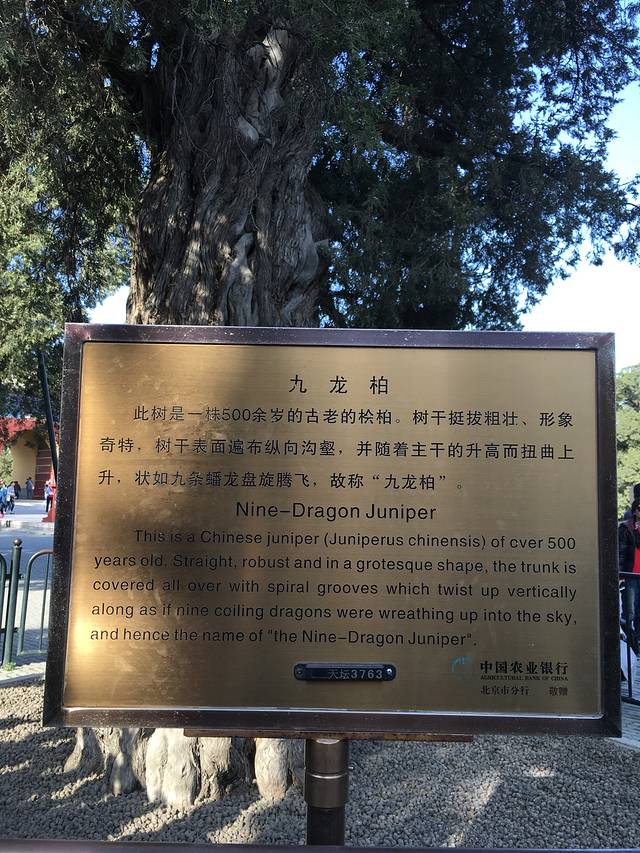 九龙柏
此树是一株500余岁的古老的桧柏。树干挺拔粗壮、形象
奇特，树干表面遍布纵向沟壑，并随着主干的升高而扭曲上
升，状如九条蟠龙盘旋腾飞，故称“九龙柏”。
Nine-Dragon Juniper
This is a Chinese juniper (Juniperus chinensis) of over 500
years old. Straight, robust and in a grotesque shape, the trunk is
covered all over with spiral grooves which twist up vertically
along as if nine coiling dragons were wreathing up into the sky,
and hence the name of "the Nine-Dragon Juniper".
天坛3763
中国农业银行
AGRICULTURAL BANK OF CHINA
北京市分行 敬赠